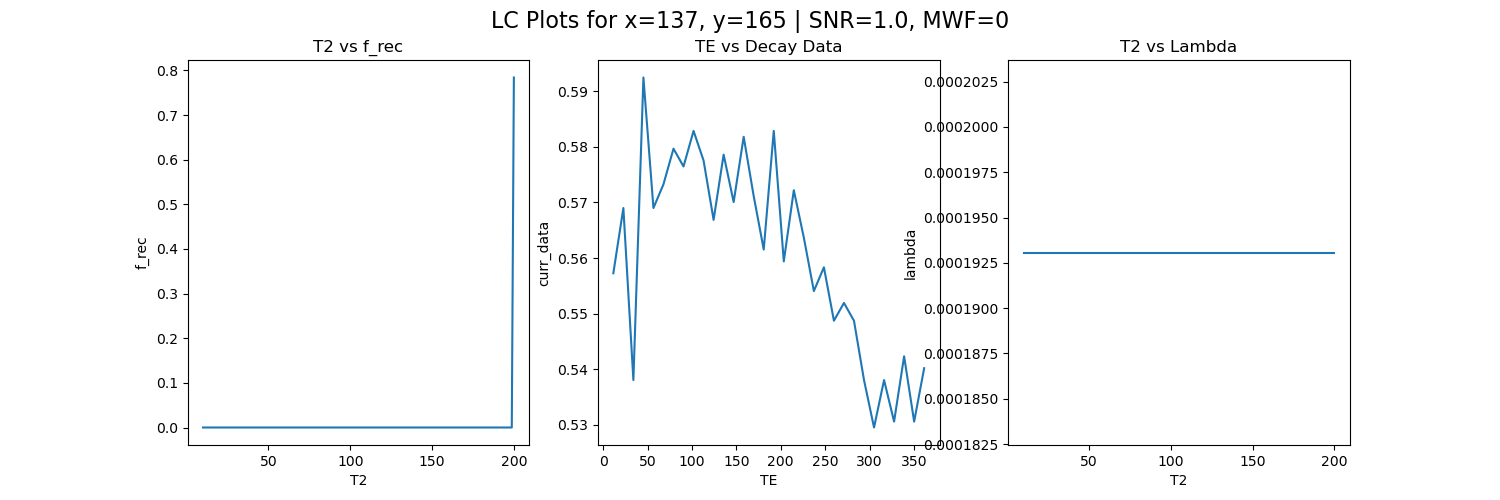 LC Plots for x=137, y=165 | SNR=1.0, MWF=0
T2 vs f_rec
0.8
0.7
0.6
0.5
0.4
0.3
0.2
0.1
0.0
f_rec
50 100 150 200
T2
TE vs Decay Data
0.59
0.58
0.57
0.56
0.55
0.54
0.53
curr_data
0 50 100 150 200 250 300 350
TE
T2 vs Lambda
0.0002025
0.0002000
0.0001975
0.0001950
0.0001925
0.0001900
0.0001875
0.0001850
0.0001825
lambda
50 100 150 200
T2